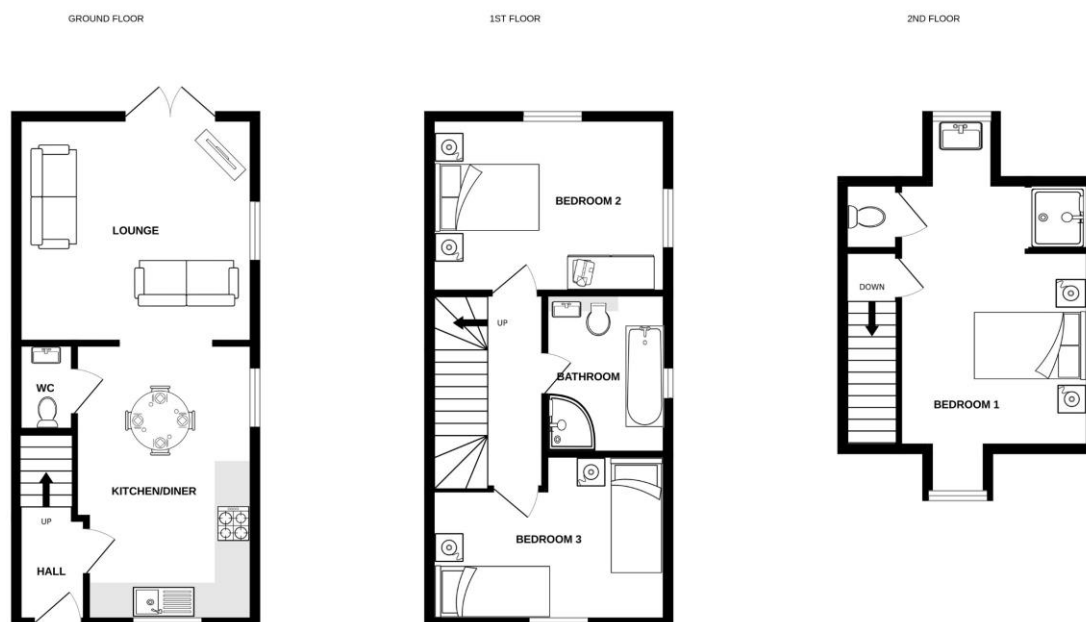 GROUND FLOOR
LOUNGE
WC
KITCHEN/DINER
UP
HALL
1ST FLOOR
BEDROOM 2
UP
BATHROOM
BEDROOM 3
2ND FLOOR
DOWN
BEDROOM 1